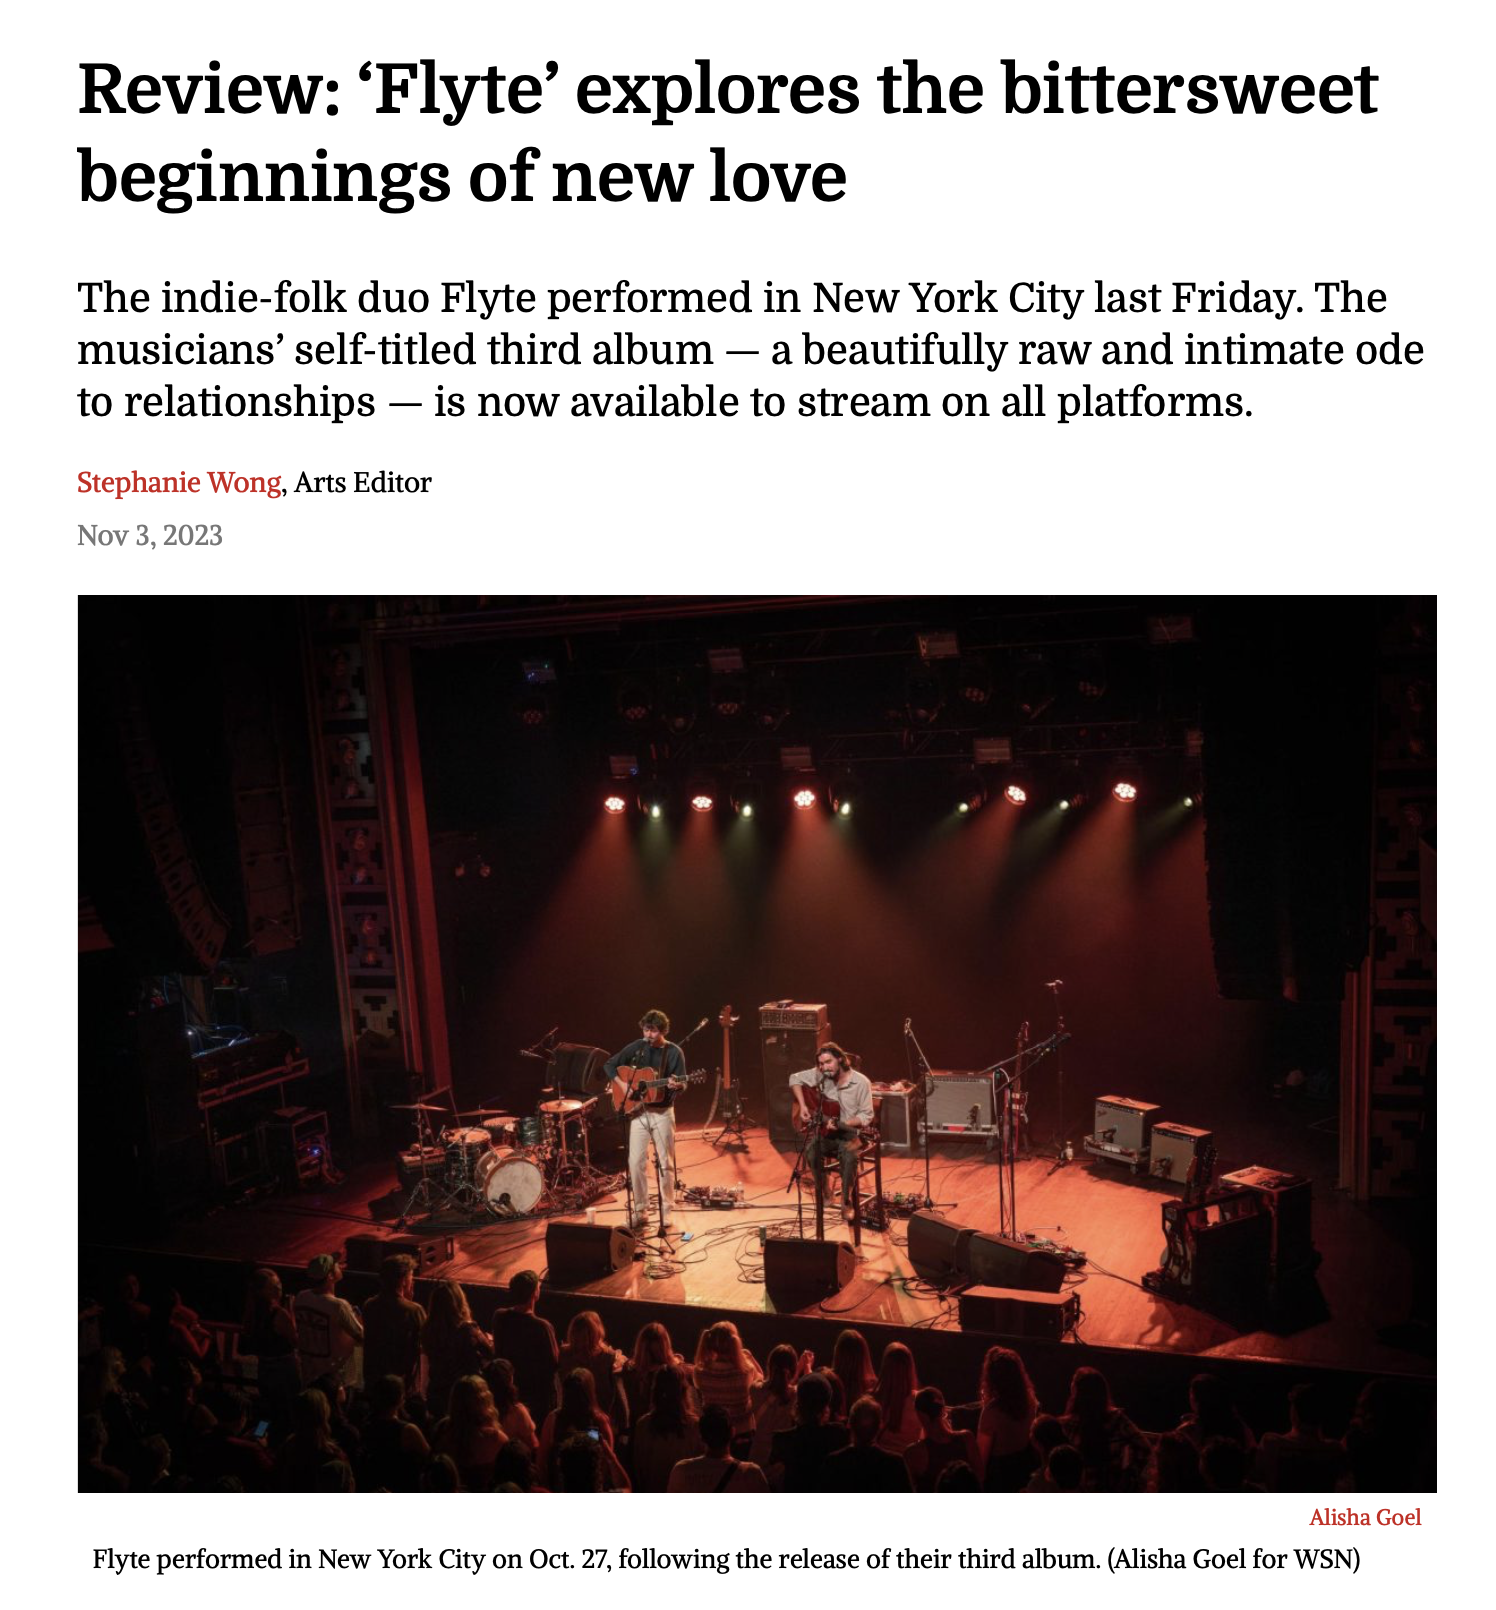 Review: ‘Flyte’ explores the bittersweet
beginnings of new love
The indie-folk duo Flyte performed in New York City last Friday. The
musicians’ self-titled third album — a beautifully raw and intimate ode
to relationships — is now available to stream on all platforms.
Stephanie Wong, Arts Editor
Nov 3, 2023
Alisha Goel
Flyte performed in New York City on Oct. 27, following the release of their third album. (Alisha Goel for WSN)